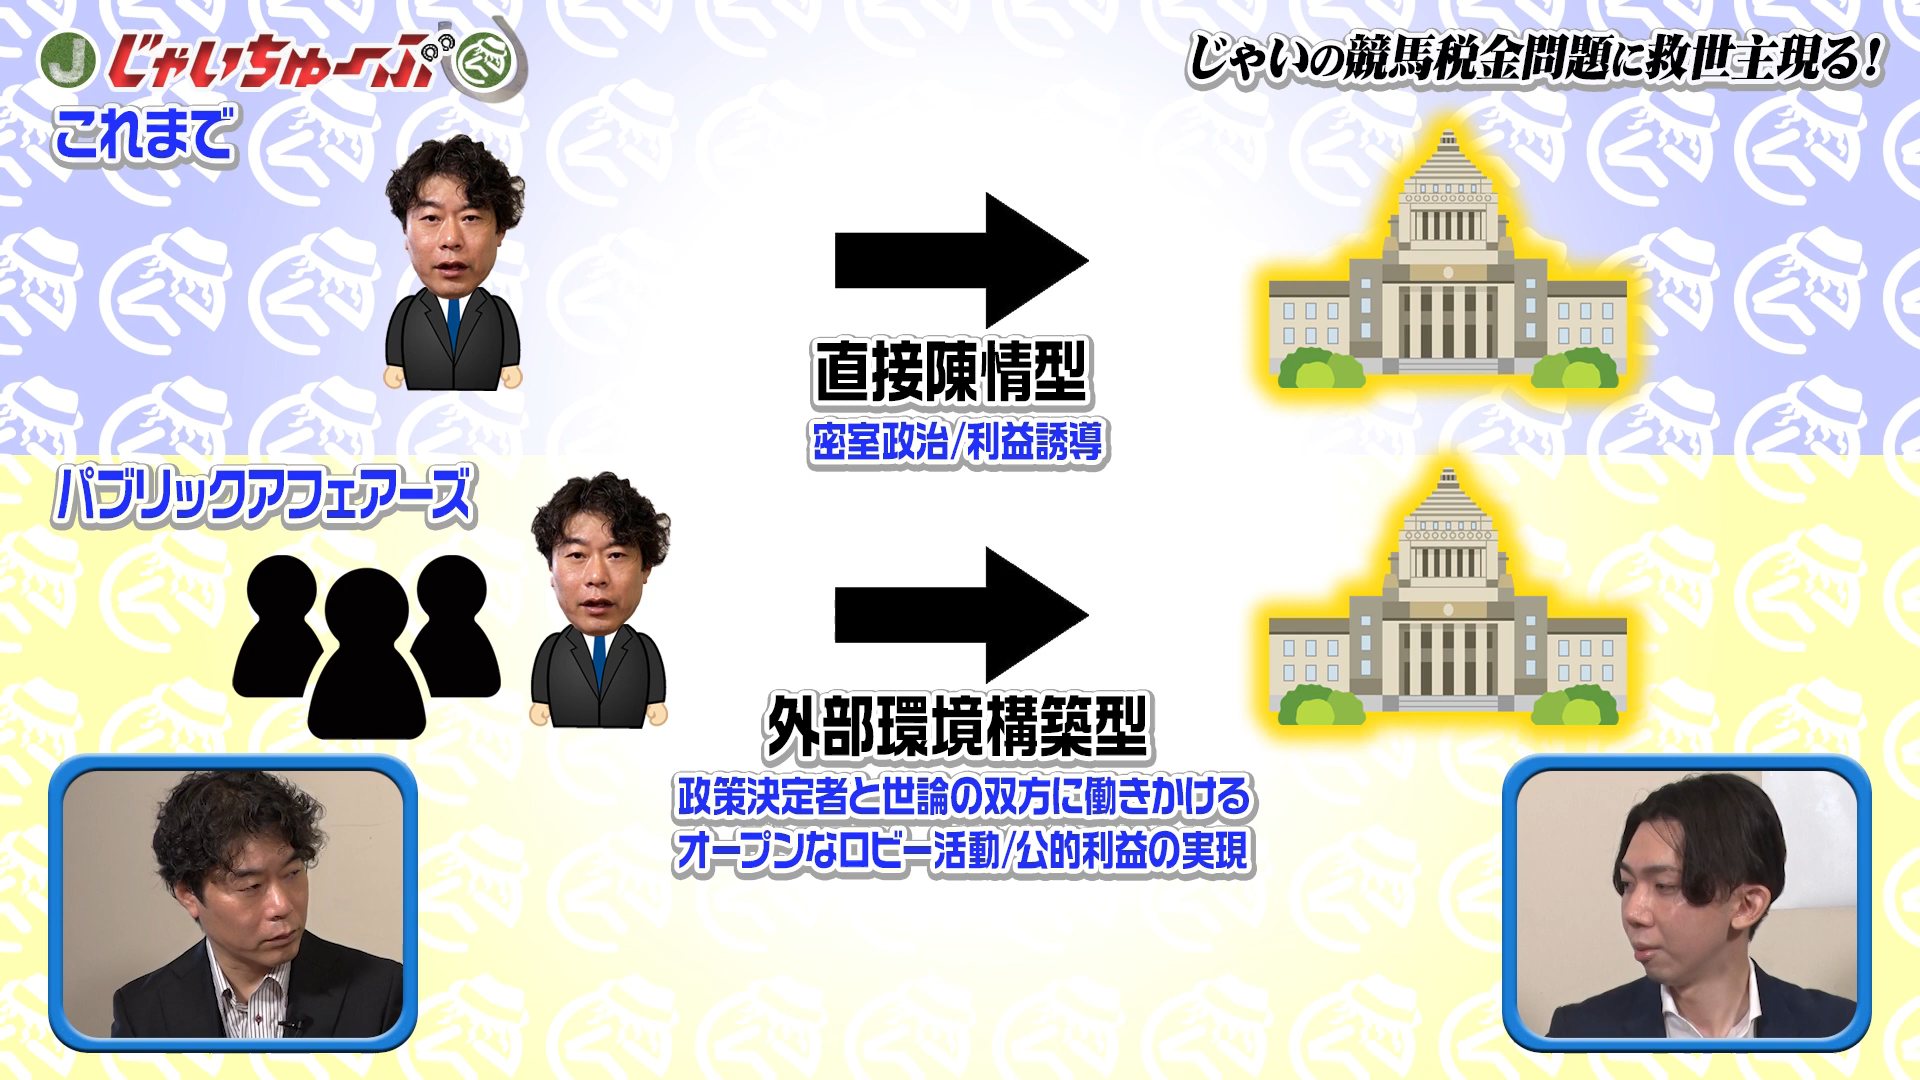 J じゃいちゅーぶ
じゃいの競馬税金問題に救世主現る!
これまで
直接陳情型
密室政治/利益誘導
パブリックアフェアーズ
外部環境構築型
政策決定者と世論の双方に働きかける
オープンなロビー活動/公的利益の実現